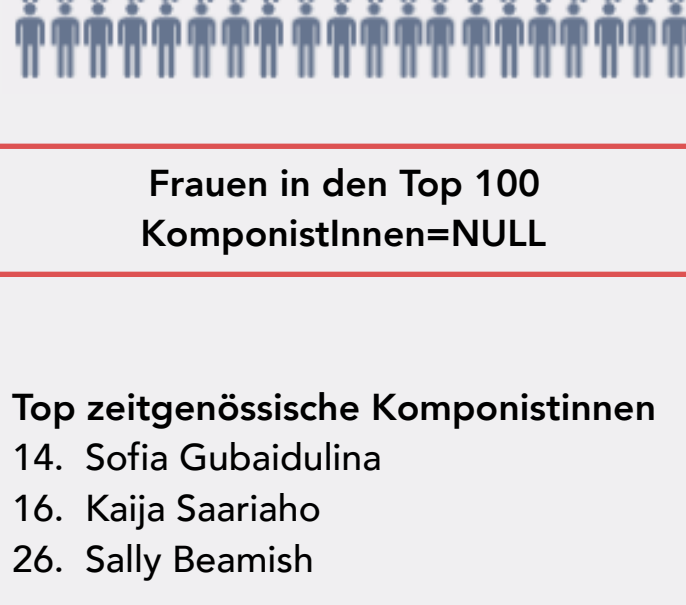 Frauen in den Top 100
KomponistInnen=NULL
Top zeitgenössische Komponistinnen
14. Sofia Gubaidulina
16. Kaija Saariaho
26. Sally Beamish